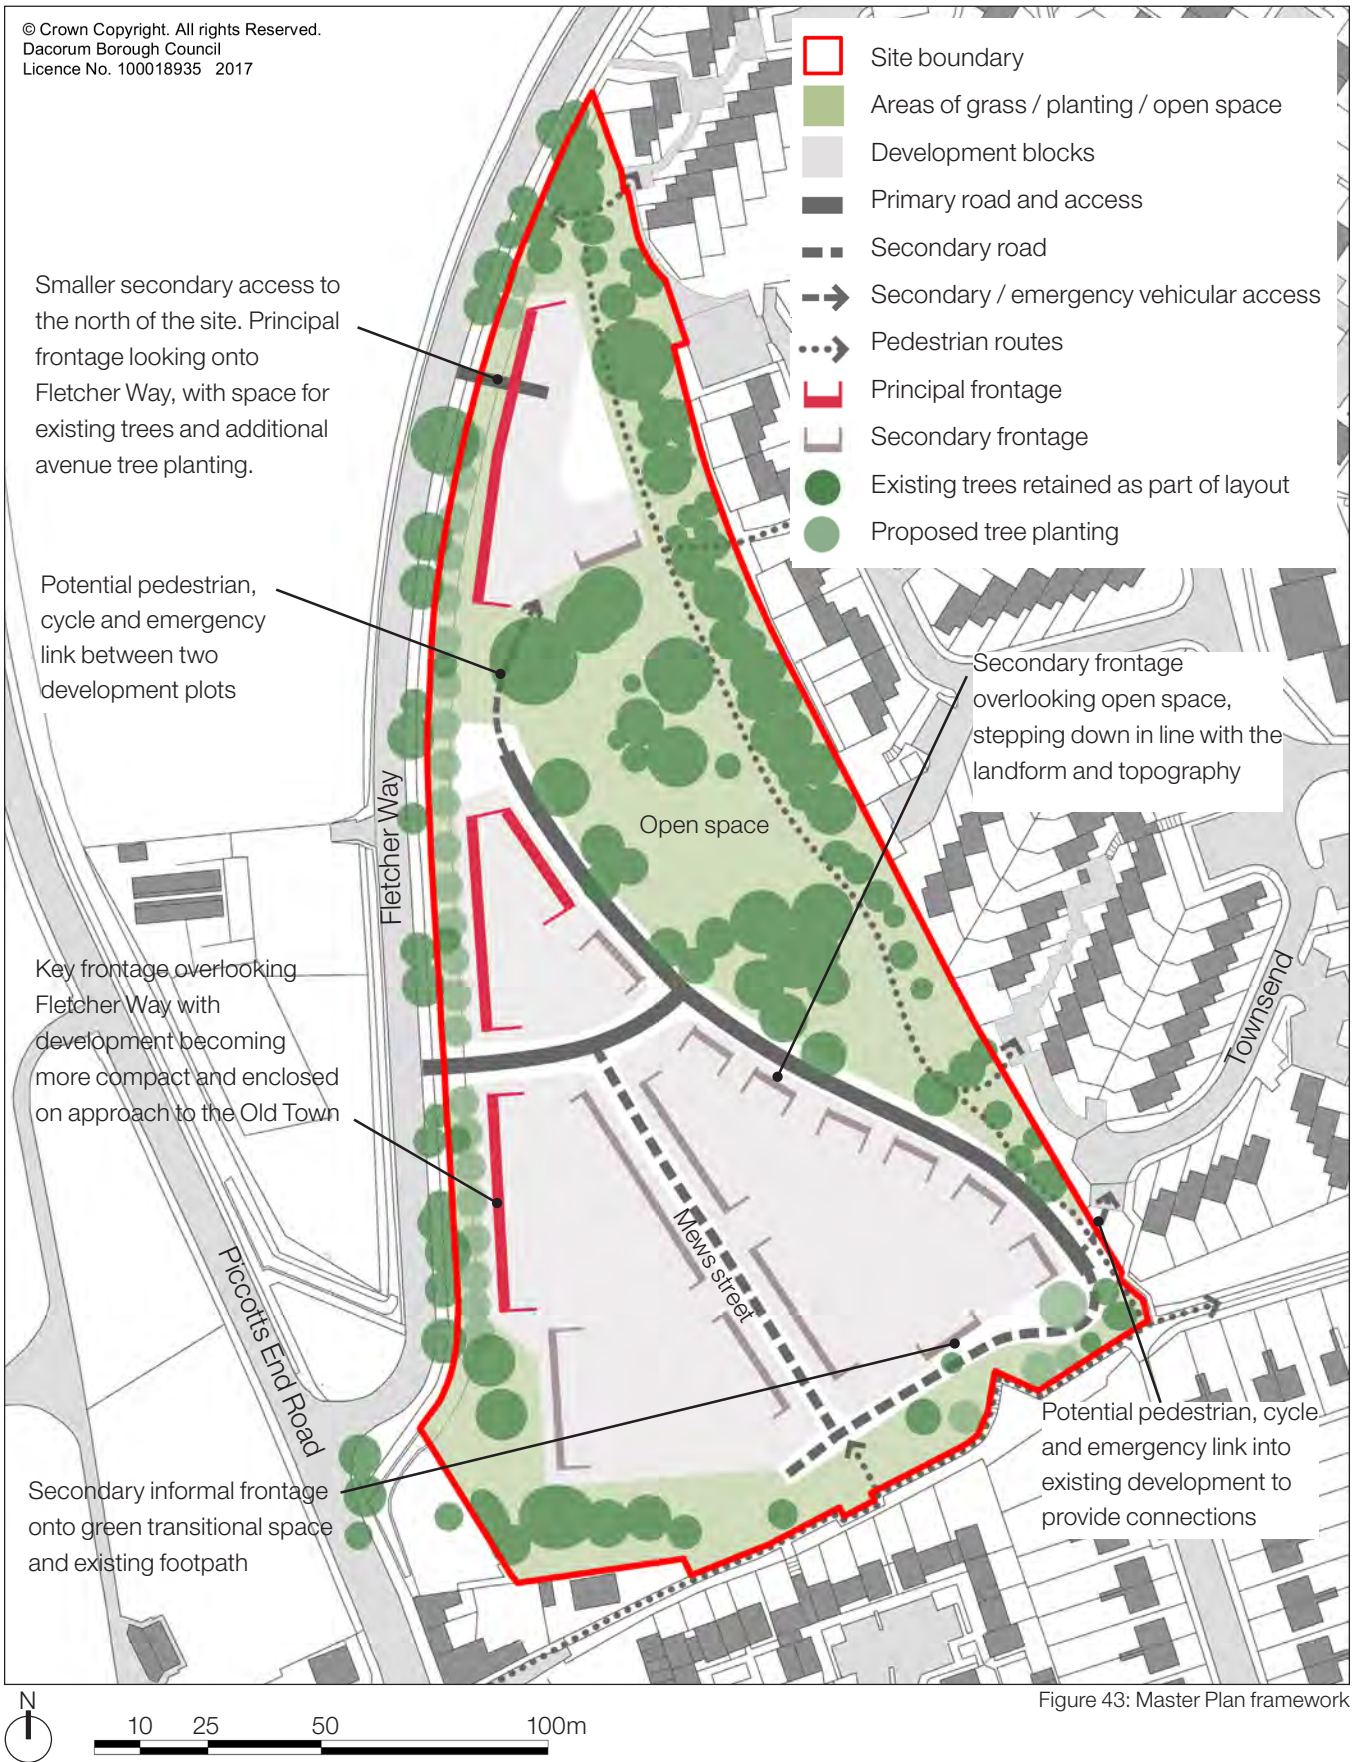 © Crown Copyright. All rights Reserved.
Dacorum Borough Council
Licence No. 100018935 2017
Site boundary
Areas of grass / planting / open space
Development blocks
Primary road and access
Secondary road
Secondary / emergency vehicular access
Pedestrian routes
Principal frontage
Secondary frontage
Existing trees retained as part of layout
Proposed tree planting
Smaller secondary access to
the north of the site. Principal
frontage looking onto
Fletcher Way, with space for
existing trees and additional
avenue tree planting.
Potential pedestrian,
cycle and emergency
link between two
development plots
Secondary frontage
overlooking open space,
stepping down in line with the
landform and topography
Open space
Fletcher Way
Key frontage overlooking
Fletcher Way with
development becoming
more compact and enclosed
on approach to the Old Town
Townsend
Mews street
Piccotts End Road
Potential pedestrian, cycle
and emergency link into
existing development to
provide connections
Secondary informal frontage
onto green transitional space
and existing footpath
Figure 43: Master Plan framework
N
10 25 50 100m